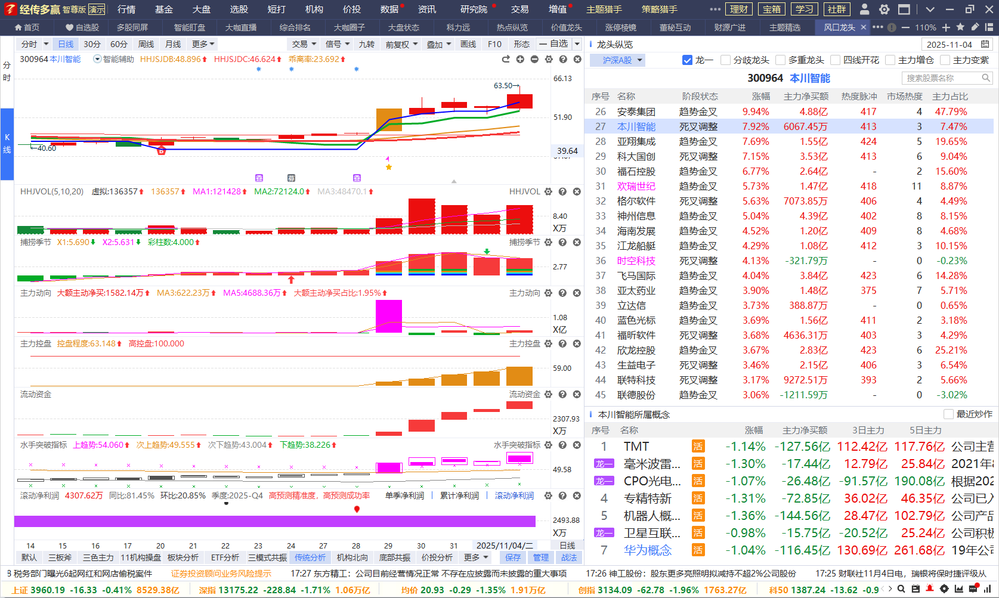 经传多赢 智尊版 演示 行情 基金 大盘 选股 短打 机构 价投 数据 资讯 研究院 交易 增值 主题猎手 策略猎手 理财 宝箱 学习 社群
首页 自选股 多股同屏 智能盯盘 大咖直播 综合排名 大咖圈子 大盘状态 科力远 热点纵览 价值龙头 涨停棱镜 董秘互动 财源广进 主题精选 风口龙头 110%
分时 日线 30分 60分 周线 月线 更多 交易 信号 九转 前复权 叠加 画线 F10 形态 自选
分时
K线
300964 本川智能 智能辅助 HHJSJDB:48.896 HHJSJDC:46.624 乖离率:23.692
66.13
63.50
51.90
40.60
39.64
B
HHJVOL(5,10,20) 虚拟:136357 136357 MA1:121428 MA2:72124.0 MA3:48470.1 HHJVOL
8.40
X万
捕捞季节 X1:5.690 X2:5.631 彩柱数:4.000 捕捞季节
2.77
主力动向 大额主动净买:1582.14万 MA3:622.23万 MA5:4688.36万 大额主动净买占比:1.95% 主力动向
1.08
X亿
主力控盘 控盘程度:63.148 高控盘:100.000 主力控盘
59.00
流动资金 流动资金
2307.93
X万
水手突破指标 上趋势:54.060 次上趋势:49.555 次下趋势:43.004 下趋势:38.226 水手突破指标
49.58
滚动净利润 4307.62万 同比:81.45% 环比:20.85% 季度:2025-Q4 高预测精准度，高预测成功率 单季净利润 累计净利润 滚动净利润
2493.88
X万
14 15 16 17 20 21 22 23 24 27 28 29 30 31 2025/11/04/二 日线
默认 三板斧 三色主力 11机构操盘 板块分析 ETF分析 三模式共振 传统分析 机构北向 底部共振 价投分析 更多 保存 管理 战法
龙头纵览 2025-11-04
沪深A股 龙一 分歧龙头 多重龙头 四线开花 主力增仓 主力变紫
300964 本川智能 搜索股票名称
序号 名称 阶段状态 涨幅 主力净买额 热度脉冲 市场热度 主力占比
26 安泰集团 趋势金叉 9.94% 4.88亿 417 4 47.79%
27 本川智能 死叉调整 7.92% 6067.45万 413 3 7.47%
28 亚翔集成 趋势金叉 7.69% 1.55亿 424 5 19.65%
29 科大国创 死叉调整 7.15% 3.53亿 413 6 9.04%
30 福石控股 趋势金叉 6.77% 2.64亿 - 2 15.60%
31 欢瑞世纪 趋势金叉 5.73% 1.47亿 418 11 8.87%
32 格尔软件 死叉调整 5.63% 7073.85万 406 4 4.49%
33 神州信息 趋势金叉 5.04% 4.39亿 402 8 8.15%
34 海南发展 趋势金叉 4.52% 1.20亿 409 8 4.68%
35 江龙船艇 趋势金叉 4.29% 1.08亿 412 3 10.15%
36 时空科技 死叉调整 4.13% -321.79万 - 0 -0.23%
37 飞马国际 趋势金叉 4.04% 3.84亿 423 6 14.28%
38 亚太药业 趋势金叉 3.90% 1.48亿 375 7 5.71%
39 立达信 趋势金叉 3.73% 388.87万 - 0 0.65%
40 蓝色光标 趋势金叉 3.69% 1.56亿 411 2 3.18%
41 福昕软件 死叉调整 3.68% 4636.31万 403 3 4.29%
42 欣龙控股 趋势金叉 3.67% 2.83亿 423 6 25.21%
43 生益电子 死叉调整 3.46% 2.15亿 406 3 6.54%
44 联特科技 死叉调整 3.17% 9272.51万 393 2 5.66%
45 联德股份 趋势金叉 3.06% -1211.59万 - 0 -3.02%
本川智能所属概念 最近炒作
序号 名称 涨幅 主力净买额 3日主力 5日主力
1 TMT 活 -1.14% -127.56亿 112.42亿 117.76亿 公司主营
龙一 毫米波雷... 活 -1.30% -17.44亿 12.79亿 25.84亿 2021年
龙一 CPO光电... 活 -1.07% -26.48亿 -91.57亿 190.08亿 根据202
4 专精特新 活 -1.31% -72.85亿 36.02亿 46.35亿 公司已入
5 机器人概... 活 -1.36% -144.56亿 28.47亿 102.79亿 公司产品
龙一 卫星互联... 活 -0.98% -15.75亿 -20.52亿 25.24亿 公司积极
7 华为概念 活 -1.04% -116.45亿 130.69亿 261.68亿 19年公司
8 税务部门曝光6起网红和网店偷税案件 证券投资顾问业务风险提示 17:27 东方精工：公司目前经营情况正常 不存在应披露而未披露的重大事项 17:26 神工股份：股东更多亮照明拟减持不超2%公司股份 17:25 财联社11月4日电，瑞银将保时捷评级从
上证 3960.19 -16.33 -0.41% 8529.38亿 深指 13175.22 -228.84 -1.71% 1.06万亿 均价 20.93 -0.29 -1.35% 1.91万亿 创指 3134.09 -62.78 -1.96% 1763.27亿 科50 1387.24 -13.62 -0.9